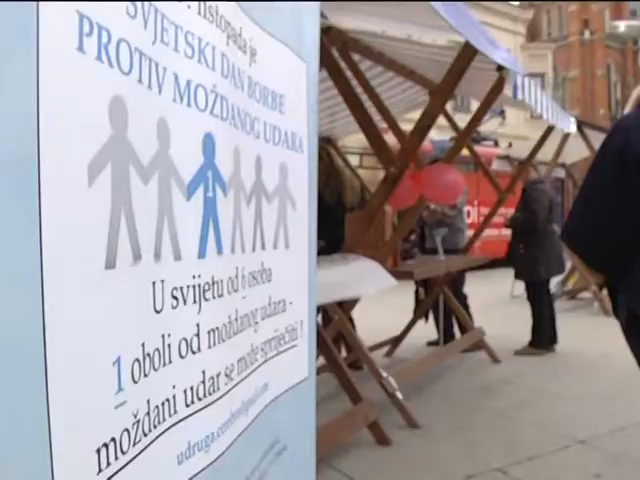 listopada je
SVJETSKI DAN BORBE
PROTIV MOŽDANOG UDARA
1
U svijetu od 6 osoba
1 oboli od moždanog udara -
moždani udar se može spriječiti !